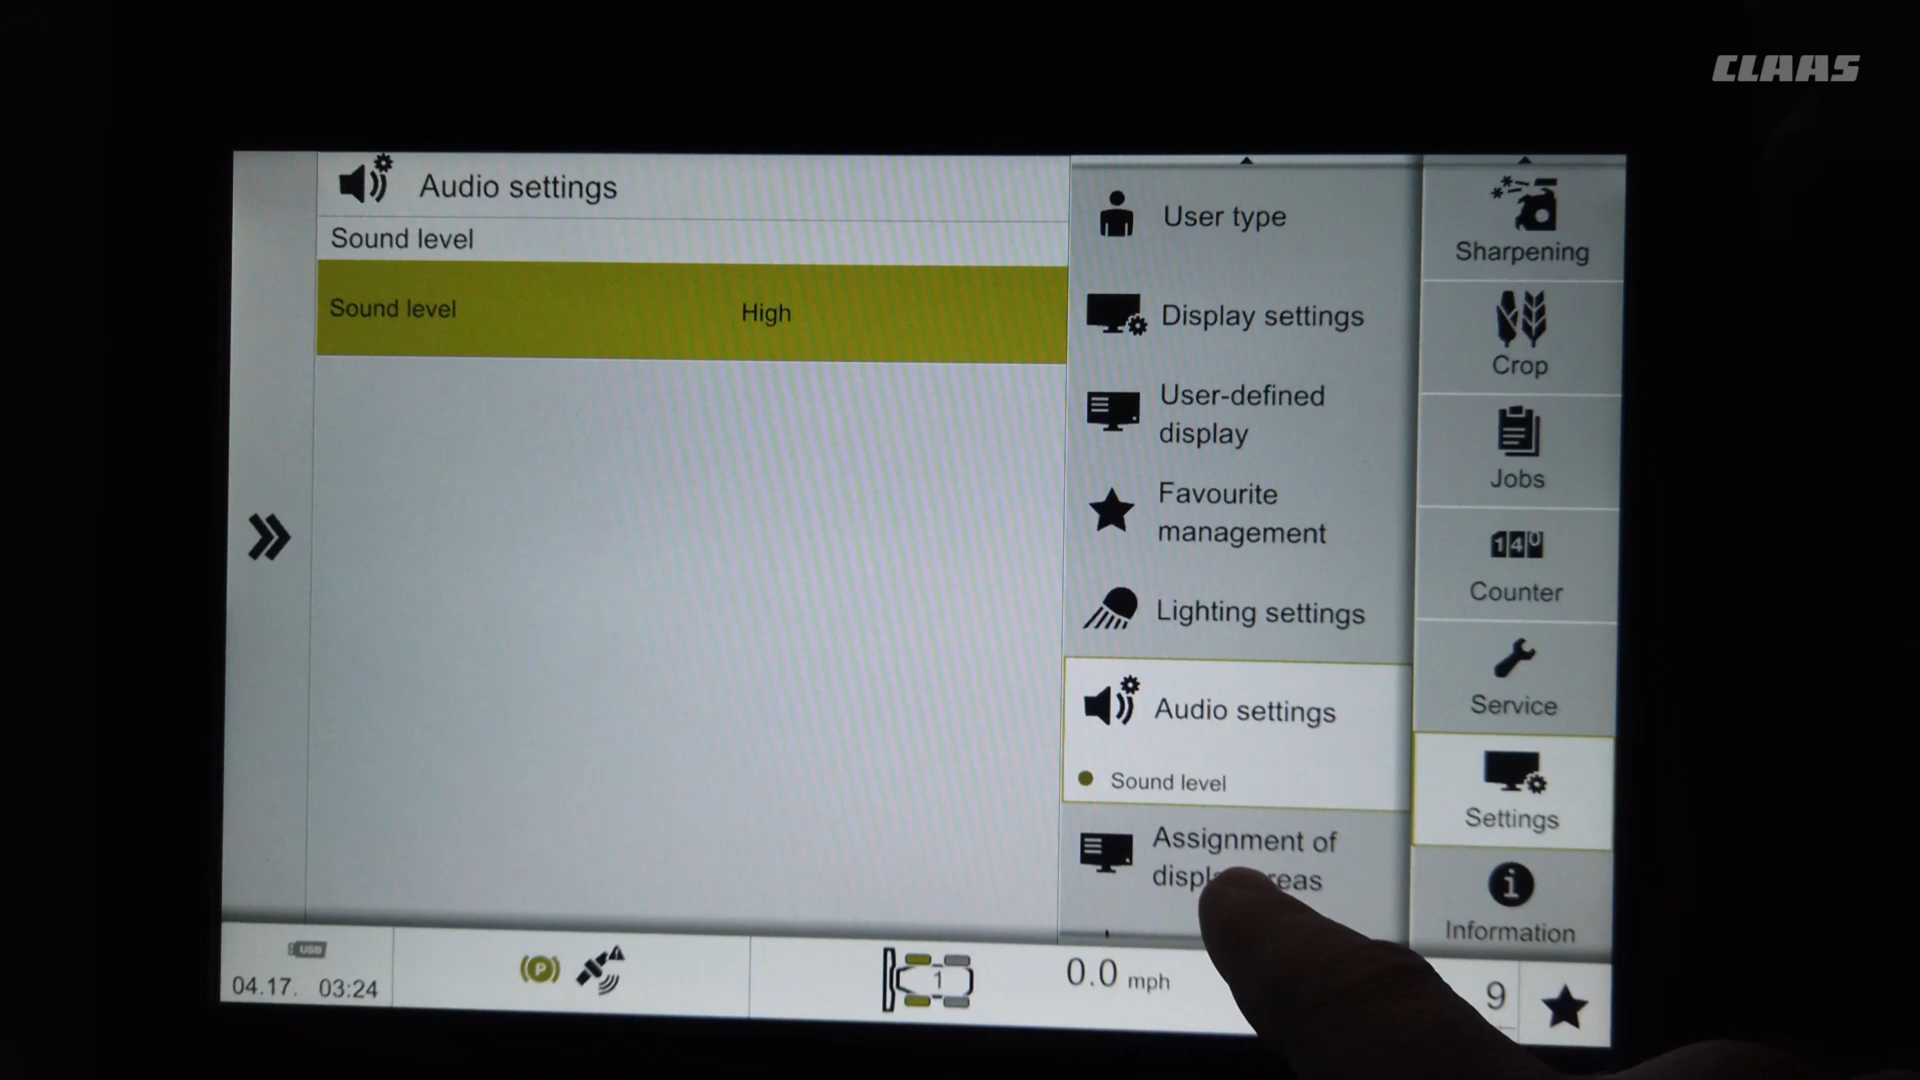 CLAAS
Audio settings
Sound level
Sound level High
User type
Display settings
User-defined
display
Favourite
management
Lighting settings
Audio settings
Sound level
Assignment of
Sharpening
Crop
Jobs
140
Counter
Service
Settings
i
Information
USB
04.17. 03:24
P
1
0.0 mph
9